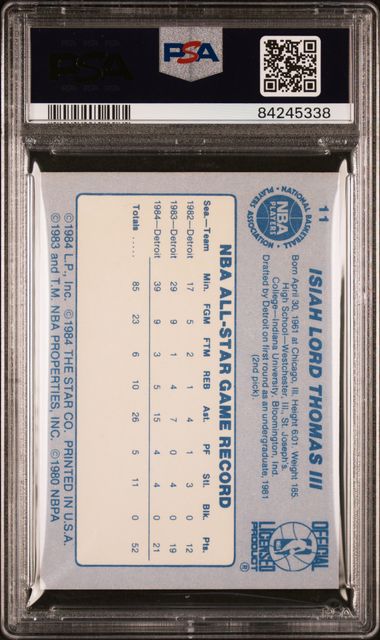 PSA
PSA
84245338
11
ISIAH LORD THOMAS III
Born April 30, 1961 at Chicago, Ill. Height 6:01 Weight 185.
High School—Westchester, Ill., St. Joseph's.
College—Indiana University, Bloomington, Ind.
Drafted by Detroit on first round as an undergraduate, 1981
(2nd pick).
NATIONAL BASKETBALL
NBA
PLAYERS
PLAYERS ASSOCIATION
OFFICIAL
LICENSED
PRODUCT
®
NBA
NBA ALL-STAR GAME RECORD
Sea.—Team Min. FGM FTM REB Ast. PF Stl. Blk. Pts.
1982—Detroit 17 5 2 1 4 1 3 0 12
1983—Detroit 29 9 1 4 7 0 4 0 19
1984—Detroit 39 9 3 5 15 4 4 0 21
Totals ..... 85 23 6 10 26 5 11 0 52
©1984 L.P., Inc. ©1984 THE STAR CO. PRINTED IN U.S.A.
©1983 and T.M. NBA PROPERTIES, INC. ©1980 NBPA